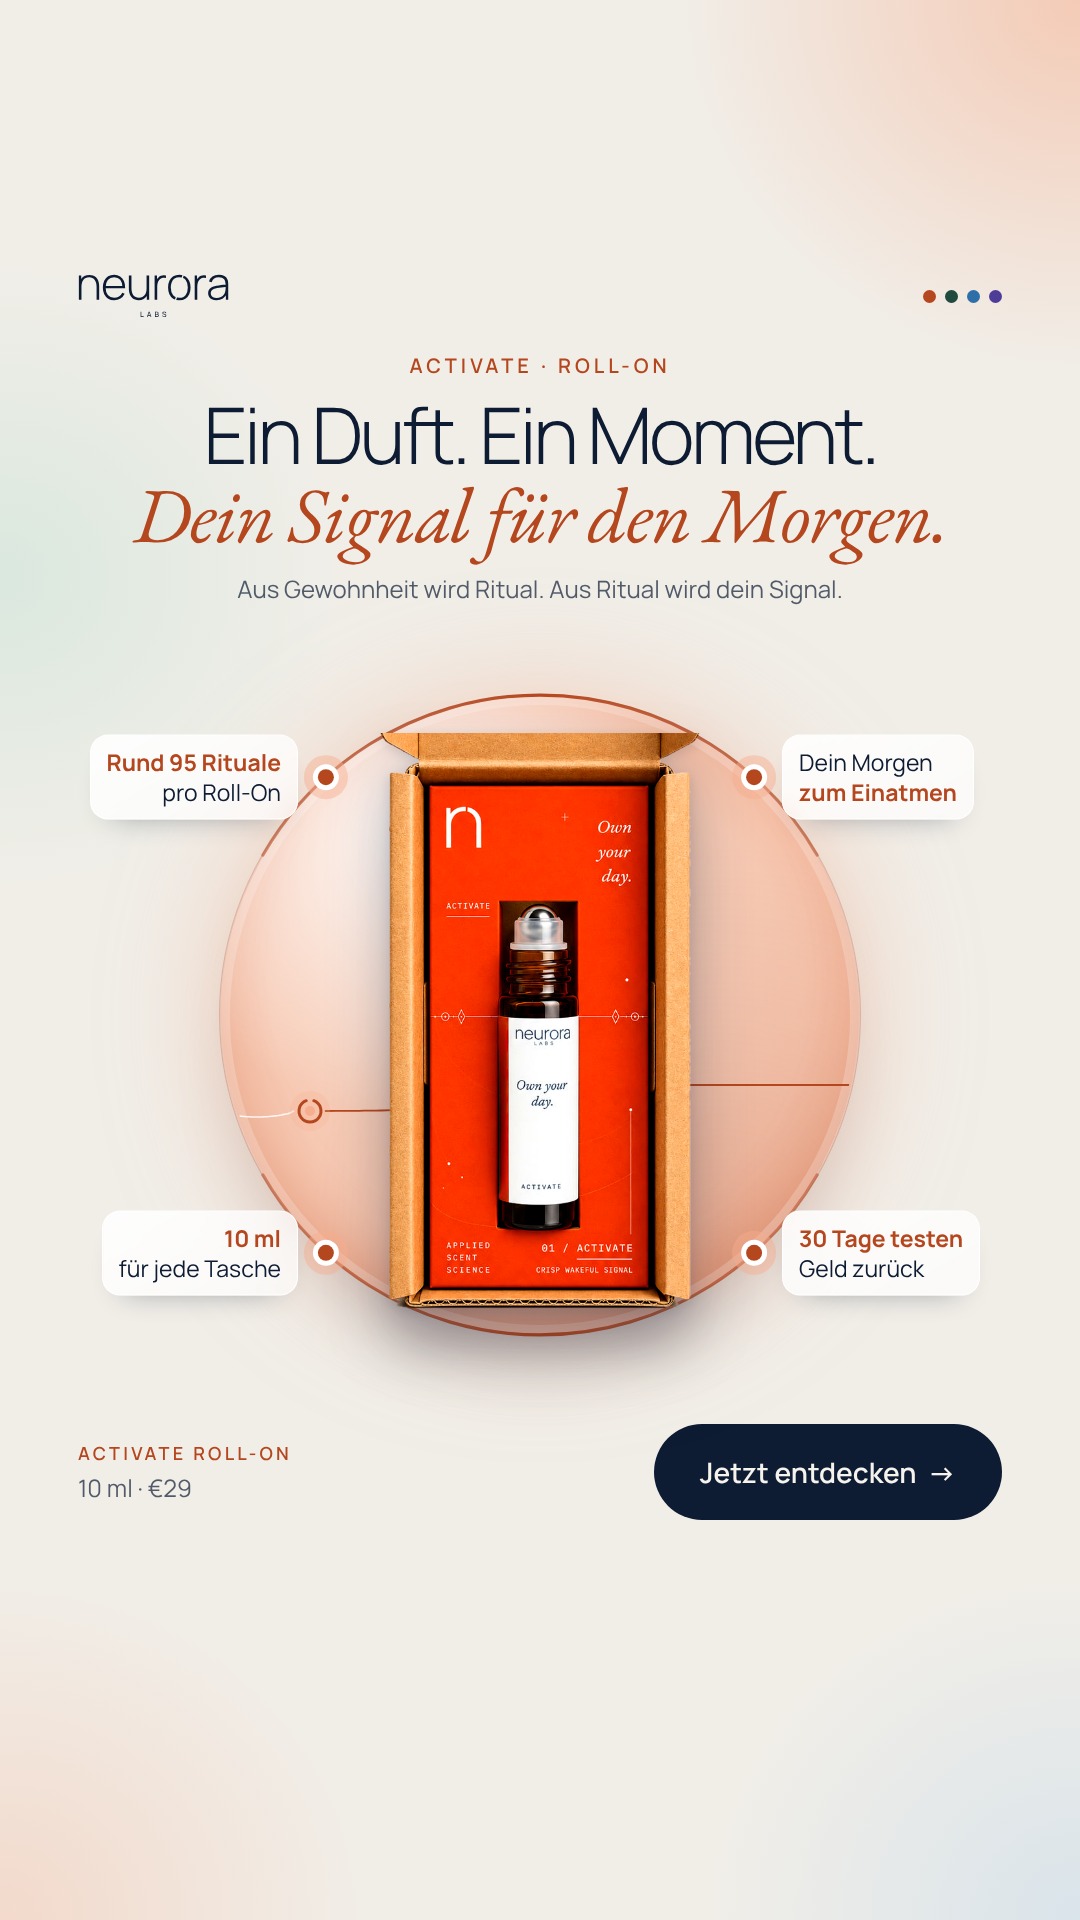 neurora
LABS
ACTIVATE · ROLL-ON
Ein Duft. Ein Moment.
Dein Signal für den Morgen.
Aus Gewohnheit wird Ritual. Aus Ritual wird dein Signal.
Rund 95 Rituale
pro Roll-On
Dein Morgen
zum Einatmen
n
Own
your
day.
ACTIVATE
neurora
LABS
Own your
day.
ACTIVATE
APPLIED
SCENT
SCIENCE
01 / ACTIVATE
CRISP WAKEFUL SIGNAL
10 ml
für jede Tasche
30 Tage testen
Geld zurück
ACTIVATE ROLL-ON
10 ml · €29
Jetzt entdecken →